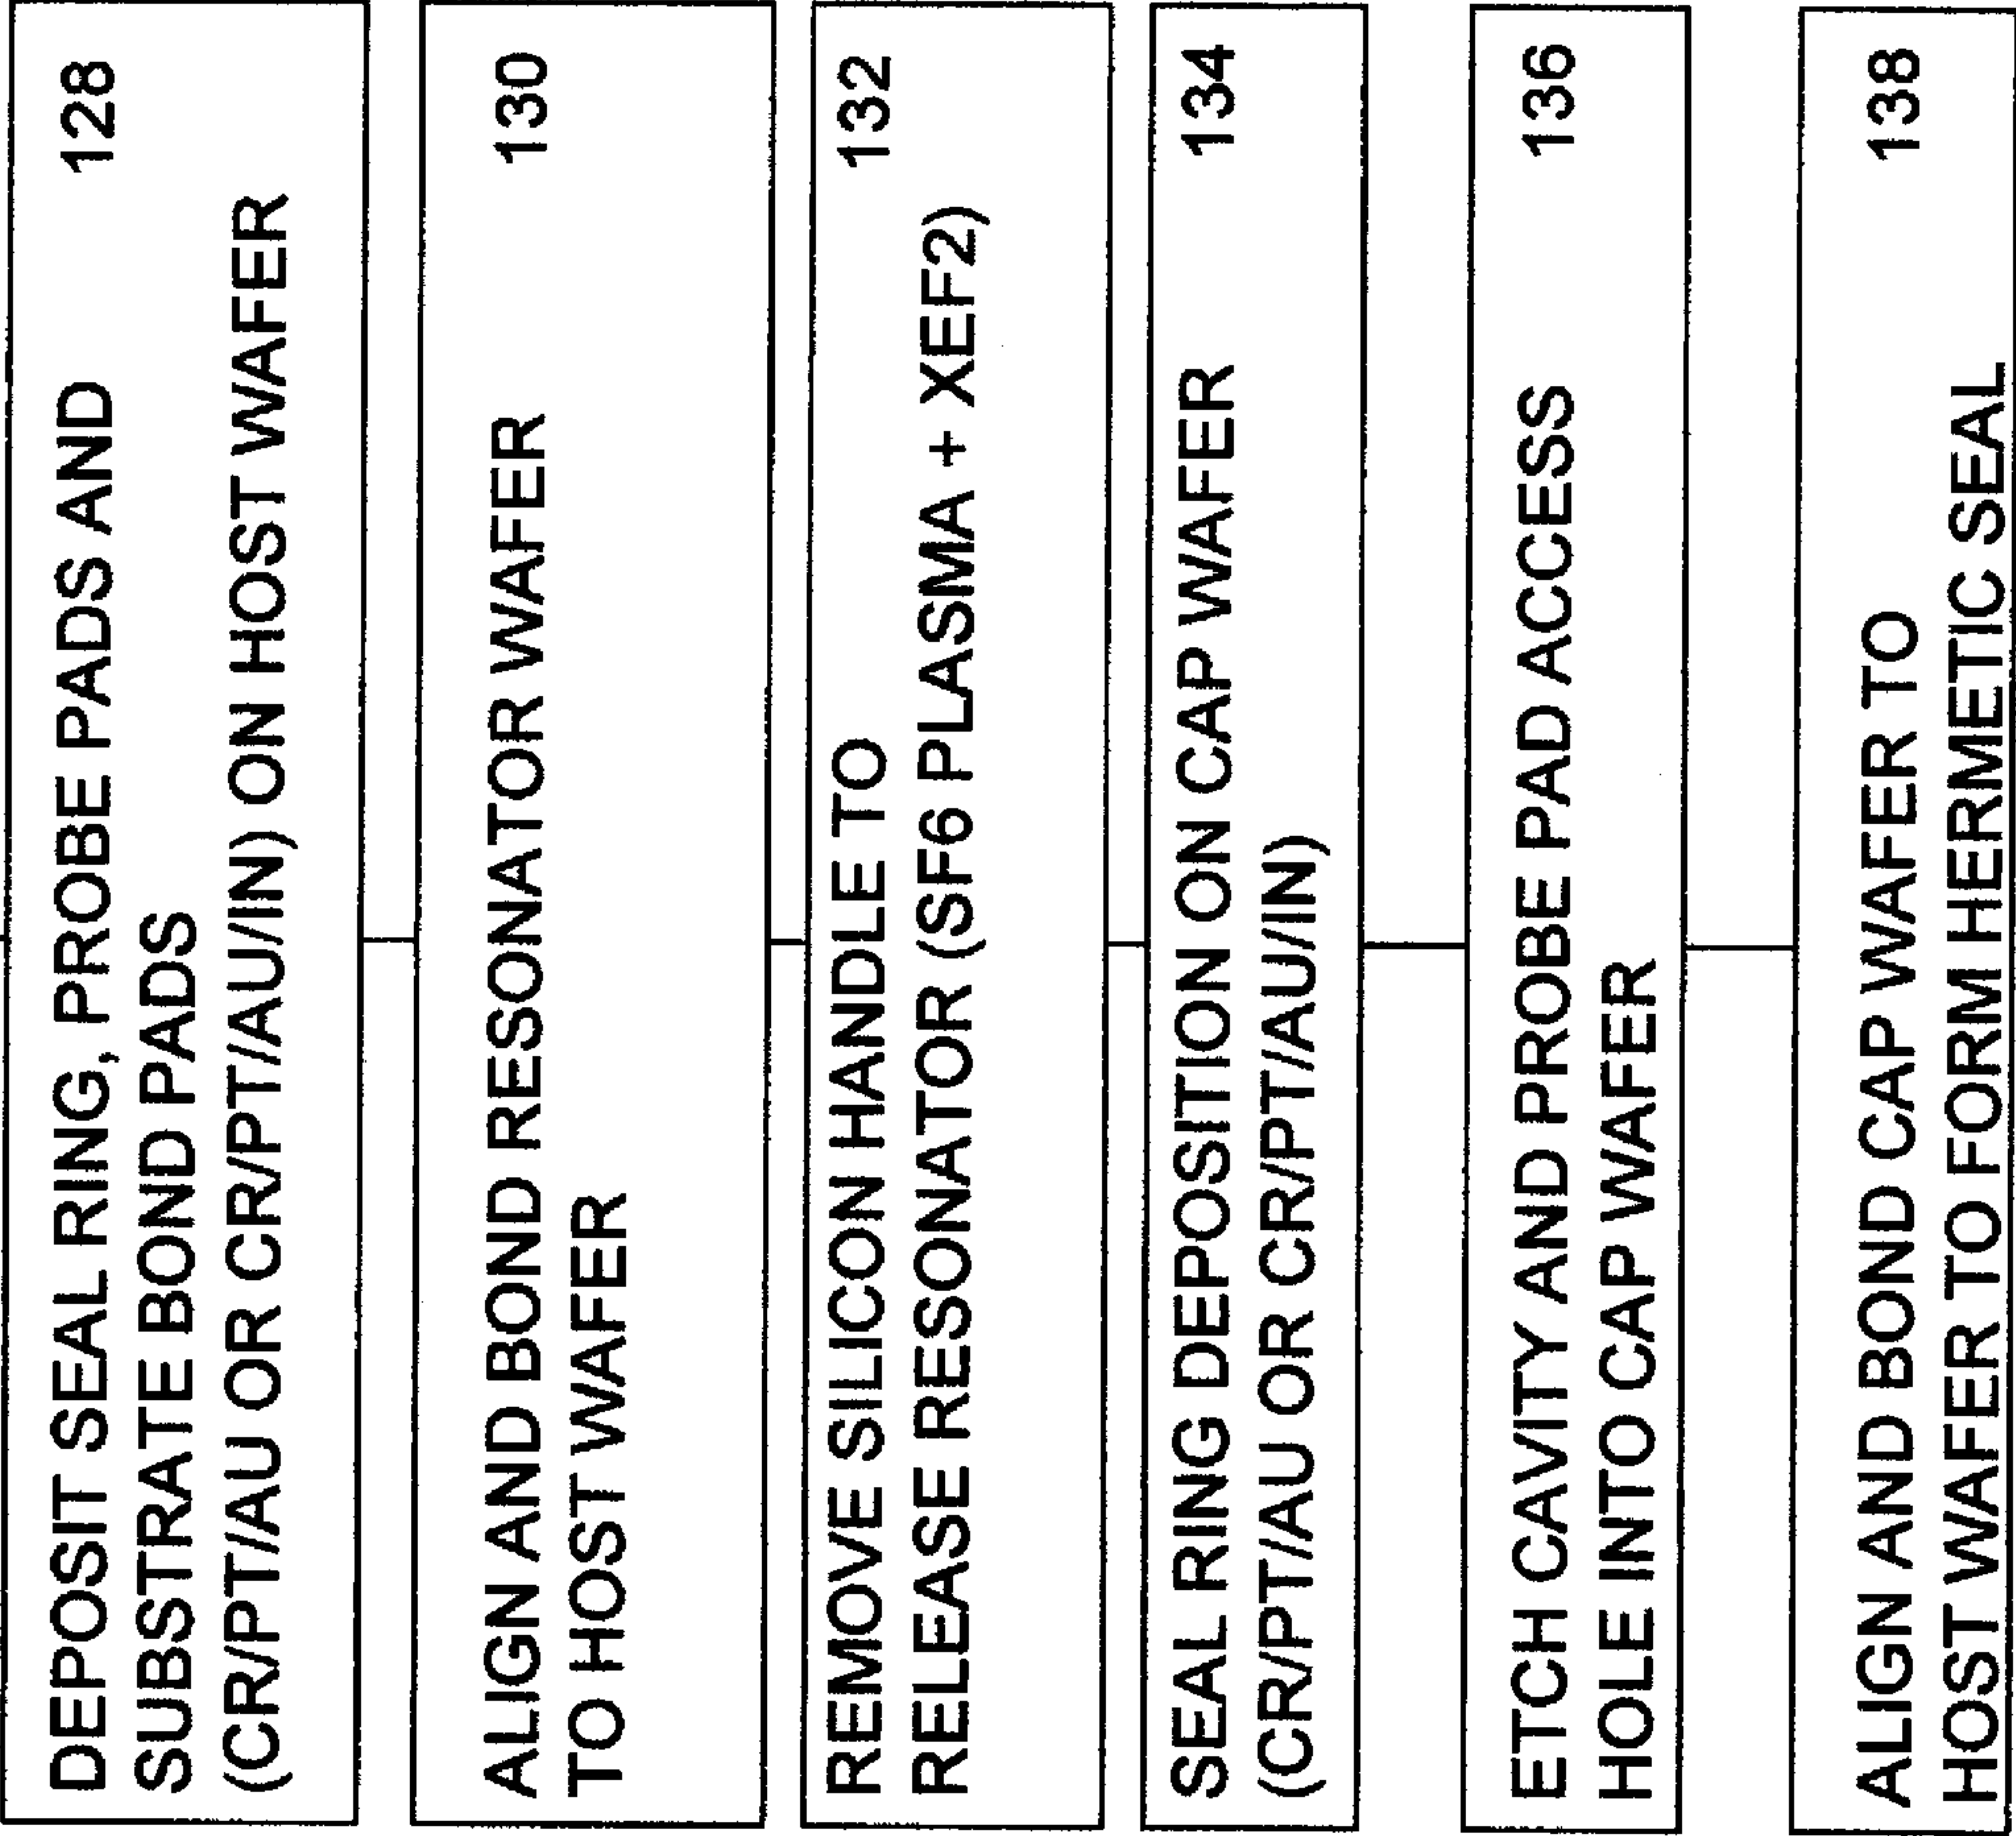 DEPOSIT SEAL RING, PROBE PADS AND 128
SUBSTRATE BOND PADS
(CR/PT/AU OR CR/PT/AU/IN) ON HOST WAFER
ALIGN AND BOND RESONATOR WAFER 130
TO HOST WAFER
REMOVE SILICON HANDLE TO 132
RELEASE RESONATOR (SF6 PLASMA + XEF2)
SEAL RING DEPOSITION ON CAP WAFER 134
(CR/PT/AU OR CR/PT/AU/IN)
ETCH CAVITY AND PROBE PAD ACCESS 136
HOLE INTO CAP WAFER
ALIGN AND BOND CAP WAFER TO 138
HOST WAFER TO FORM HERMETIC SEAL